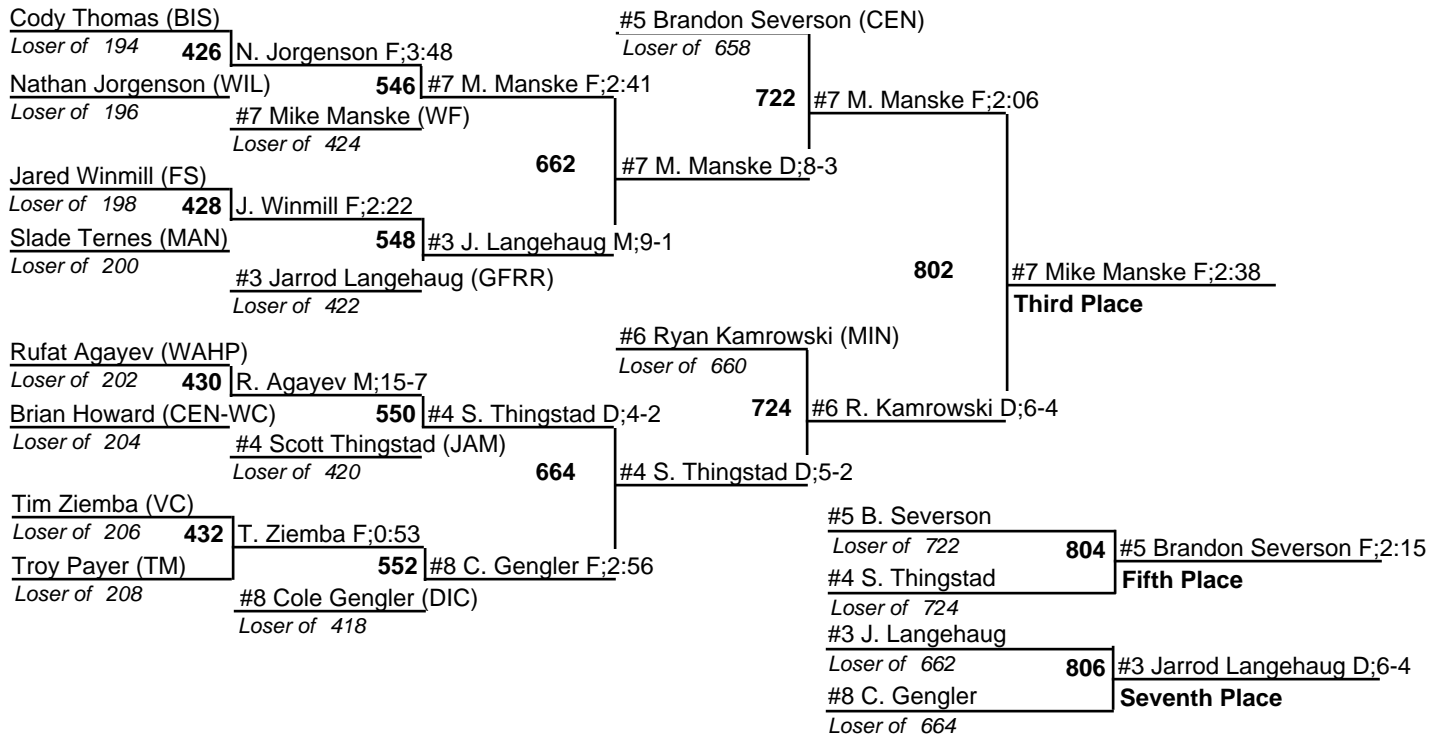 Cody Thomas (BIS)
Loser of 194
426
N. Jorgenson F;3:48
Nathan Jorgenson (WIL)
Loser of 196
546
#7 M. Manske F;2:41
#7 Mike Manske (WF)
Loser of 424
662
#7 M. Manske D;8-3
Jared Winmill (FS)
Loser of 198
428
J. Winmill F;2:22
Slade Ternes (MAN)
Loser of 200
548
#3 J. Langehaug M;9-1
#3 Jarrod Langehaug (GFRR)
Loser of 422
#5 Brandon Severson (CEN)
Loser of 658
722
#7 M. Manske F;2:06
802
#7 Mike Manske F;2:38
Third Place
Rufat Agayev (WAHP)
Loser of 202
430
R. Agayev M;15-7
Brian Howard (CEN-WC)
Loser of 204
550
#4 S. Thingstad D;4-2
#4 Scott Thingstad (JAM)
Loser of 420
664
#4 S. Thingstad D;5-2
#6 Ryan Kamrowski (MIN)
Loser of 660
724
#6 R. Kamrowski D;6-4
Tim Ziemba (VC)
Loser of 206
432
T. Ziemba F;0:53
Troy Payer (TM)
Loser of 208
552
#8 C. Gengler F;2:56
#8 Cole Gengler (DIC)
Loser of 418
#5 B. Severson
Loser of 722
804
#5 Brandon Severson F;2:15
#4 S. Thingstad
Fifth Place
Loser of 724
#3 J. Langehaug
Loser of 662
806
#3 Jarrod Langehaug D;6-4
#8 C. Gengler
Seventh Place
Loser of 664